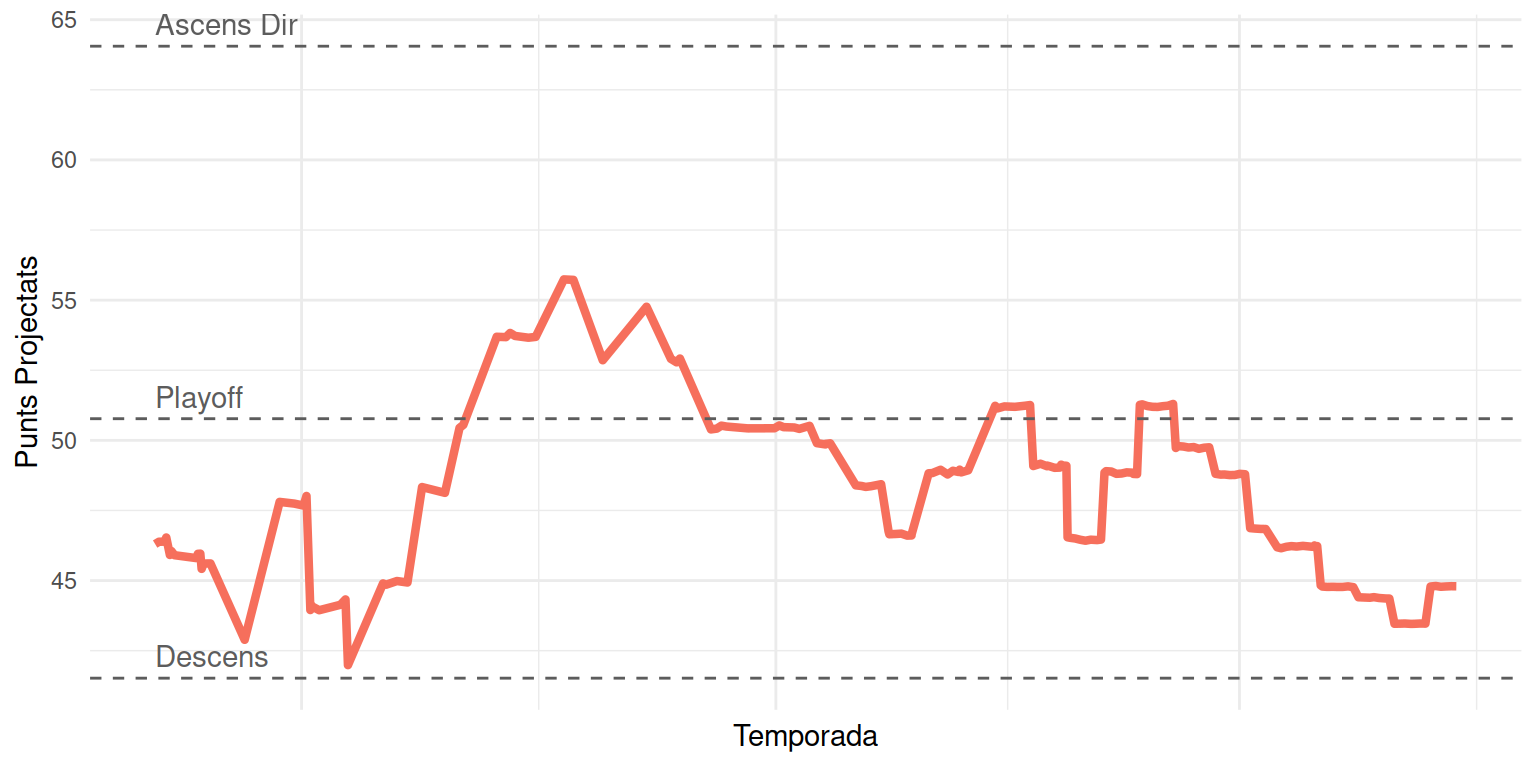 65
Ascens Dir
60
55
Playoff
50
45
Descens
Punts Projectats
Temporada